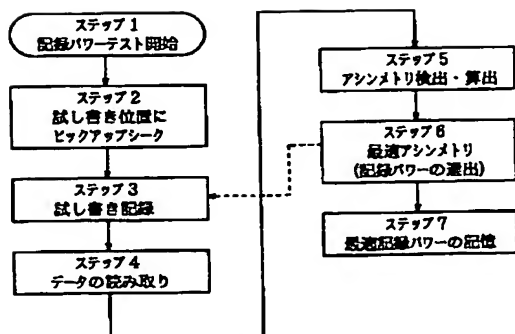 ステップ1
記録パワーテスト開始
ステップ2
試し書き位置に
ピックアップシーク
ステップ3
試し書き記録
ステップ4
データの読み取り
ステップ5
アシンメトリ検出・算出
ステップ6
最適アシンメトリ
(記録パワーの選出)
ステップ7
最適記録パワーの記憶